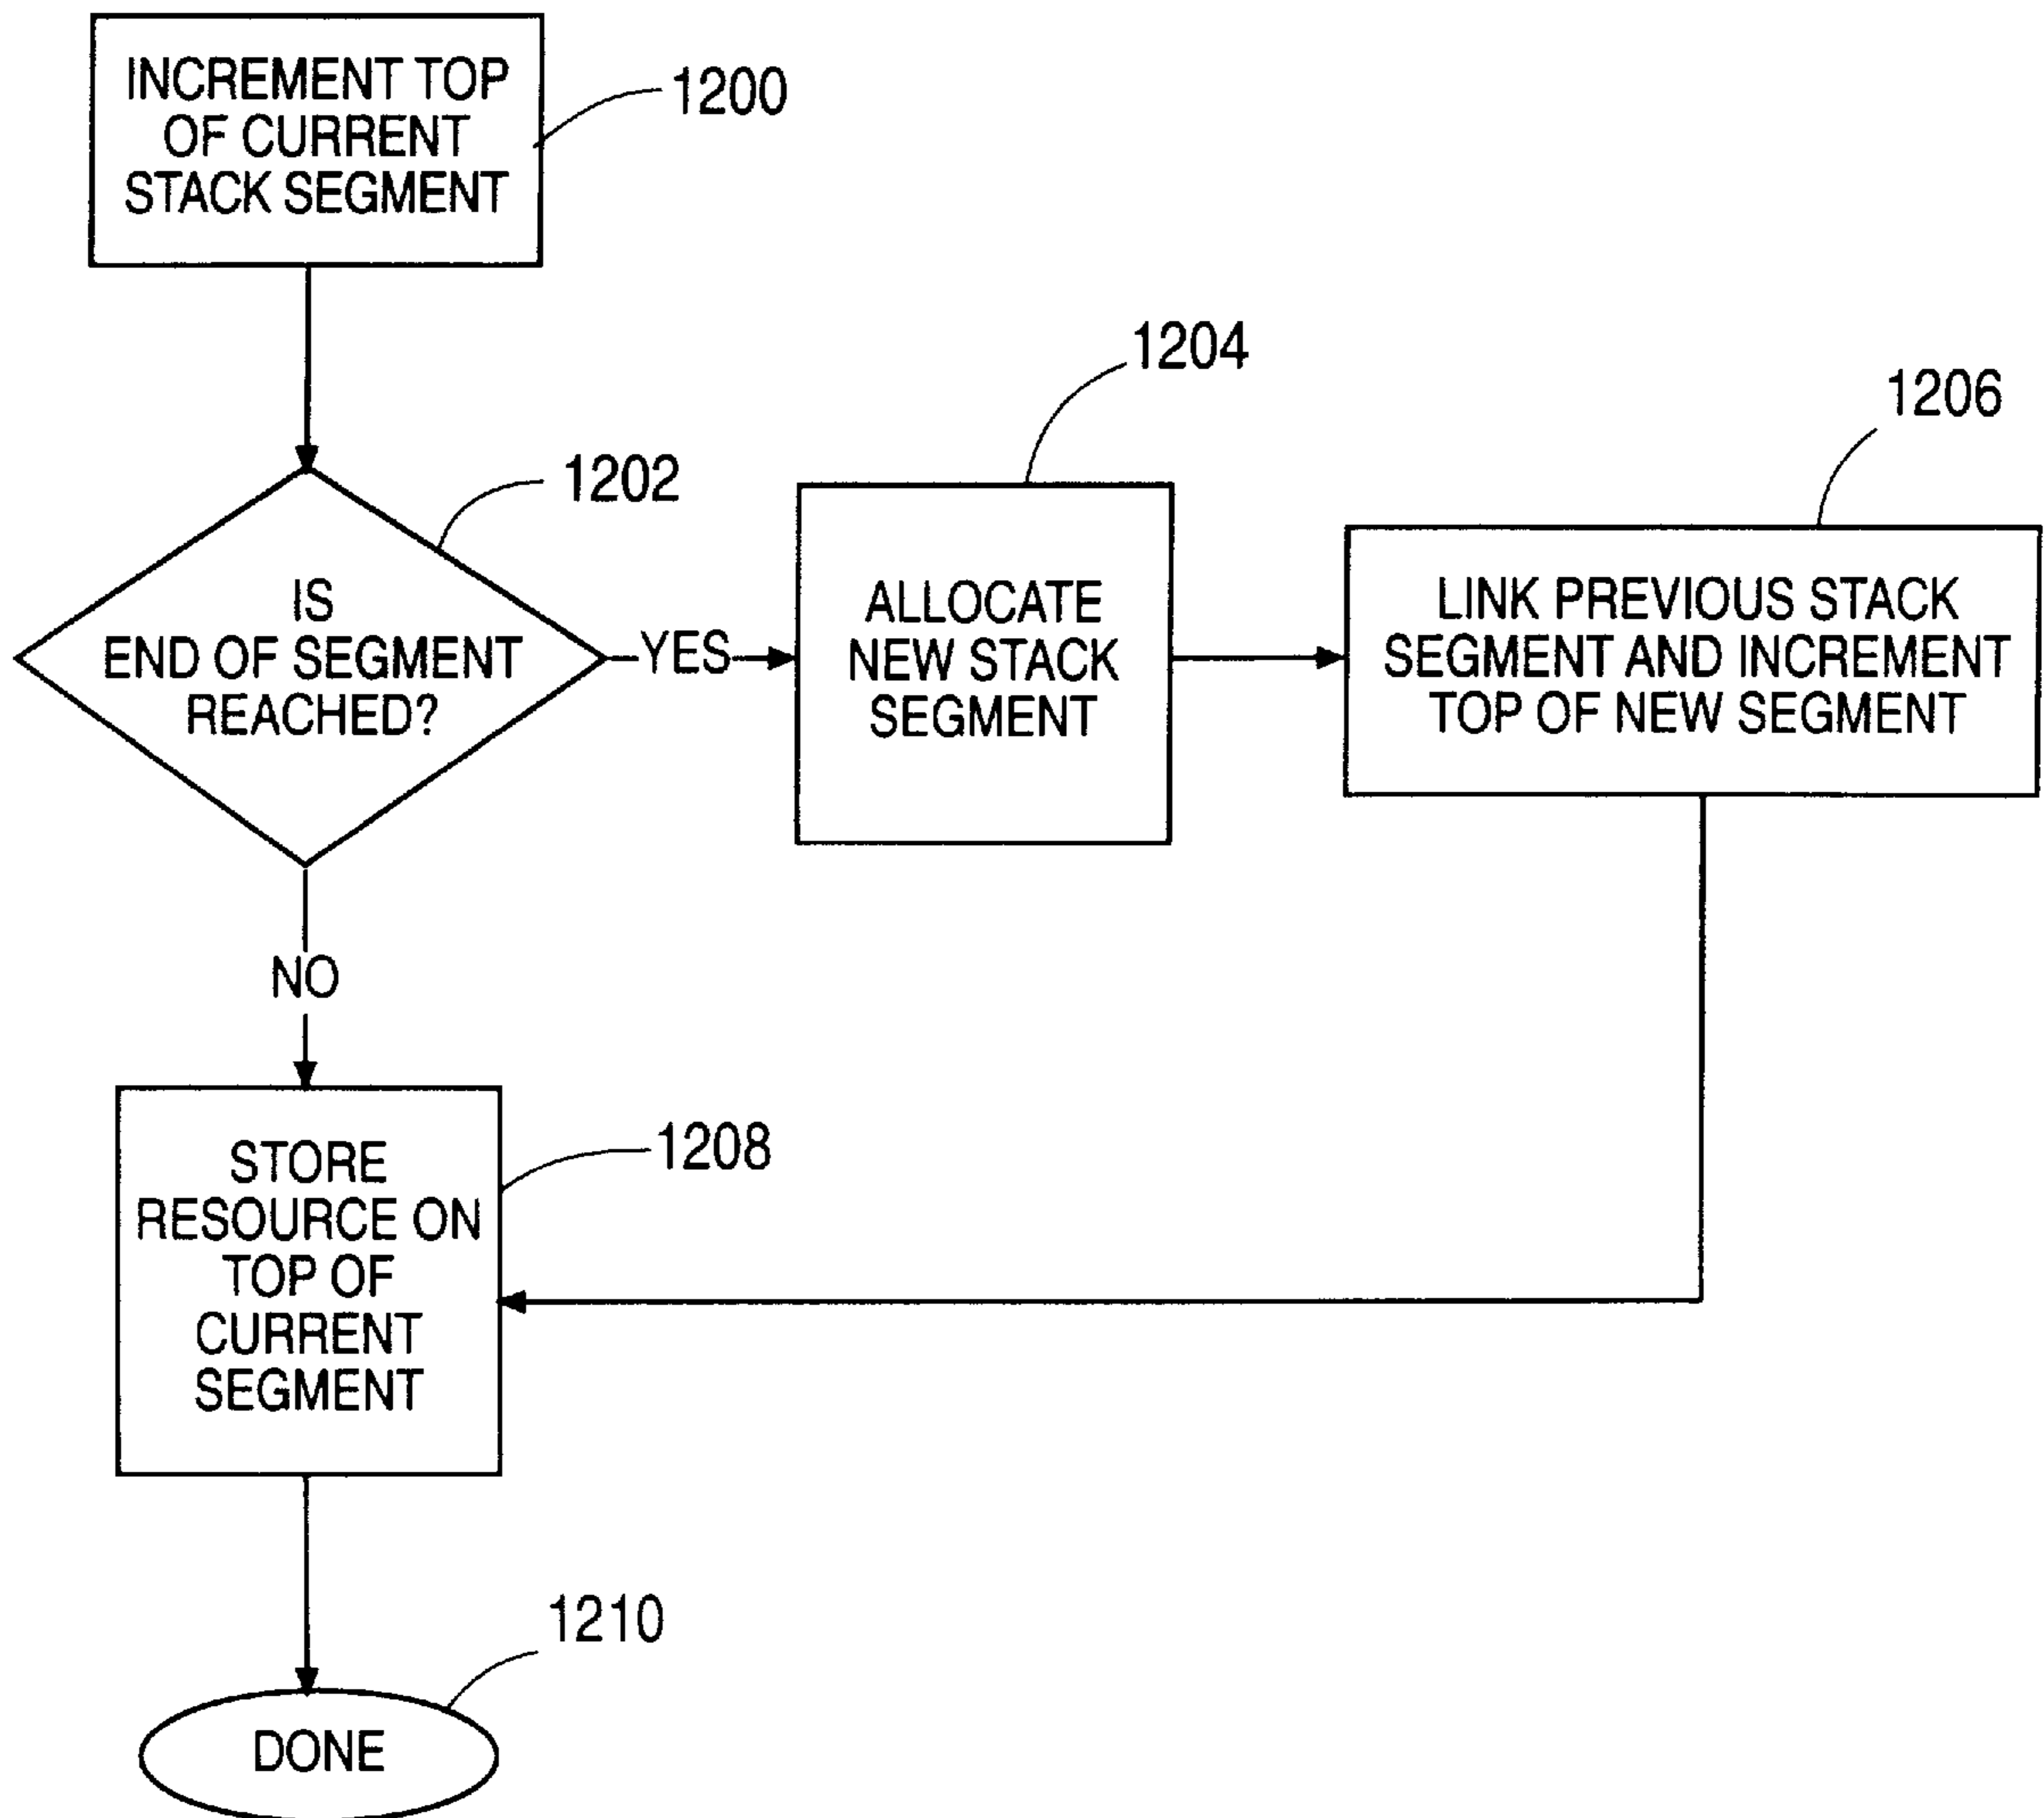 INCREMENT TOP
OF CURRENT
STACK SEGMENT
1200
1202
IS
END OF SEGMENT
REACHED?
YES
1204
ALLOCATE
NEW STACK
SEGMENT
1206
LINK PREVIOUS STACK
SEGMENT AND INCREMENT
TOP OF NEW SEGMENT
NO
STORE
RESOURCE ON
TOP OF
CURRENT
SEGMENT
1208
1210
DONE